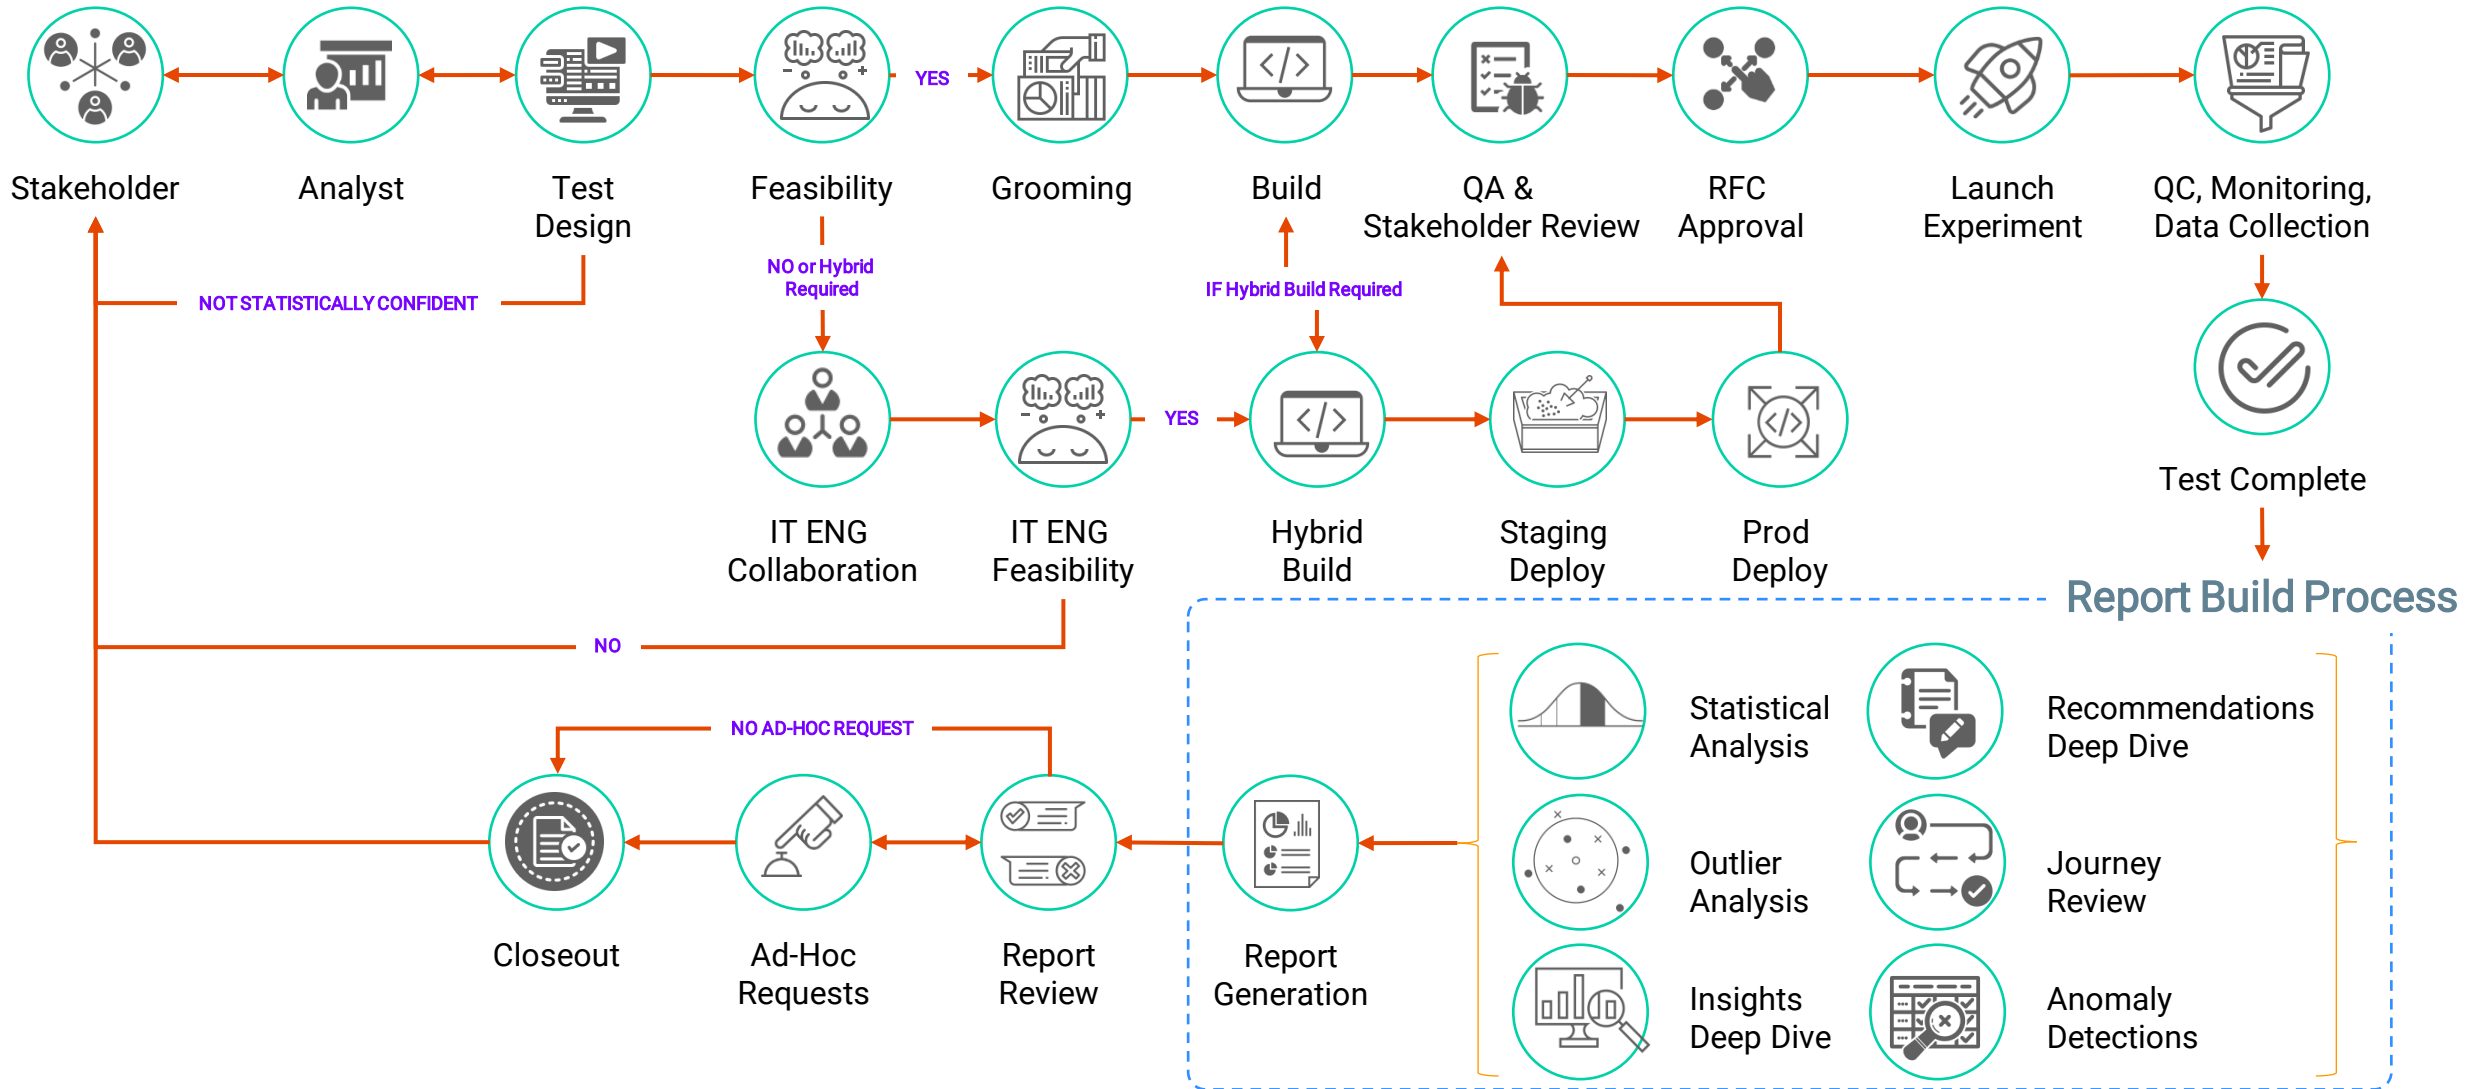 Stakeholder
Analyst
Test
Design
Feasibility
YES
Grooming
Build
QA &
Stakeholder Review
RFC
Approval
Launch
Experiment
QC, Monitoring,
Data Collection
NOT STATISTICALLY CONFIDENT
NO or Hybrid
Required
IF Hybrid Build Required
YES
IT ENG
Collaboration
IT ENG
Feasibility
Hybrid
Build
Staging
Deploy
Prod
Deploy
Test Complete
Report Build Process
NO
NO AD-HOC REQUEST
Closeout
Ad-Hoc
Requests
Report
Review
Report
Generation
Statistical
Analysis
Recommendations
Deep Dive
Outlier
Analysis
Journey
Review
Insights
Deep Dive
Anomaly
Detections